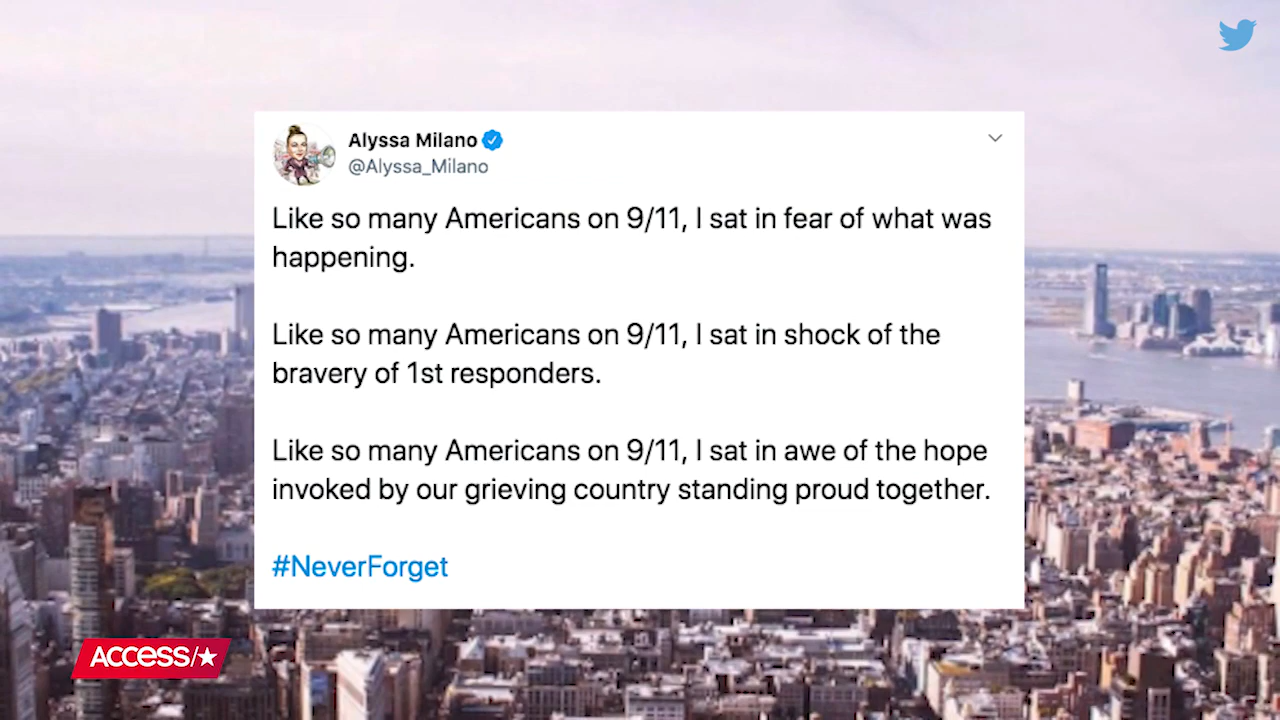 Alyssa Milano
@Alyssa_Milano
Like so many Americans on 9/11, I sat in fear of what was
happening.
Like so many Americans on 9/11, I sat in shock of the
bravery of 1st responders.
Like so many Americans on 9/11, I sat in awe of the hope
invoked by our grieving country standing proud together.
#NeverForget
ACCESS/